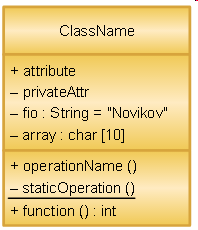 ClassName
+ attribute
– privateAttr
– fio : String = "Novikov"
– array : char [10]
+ operationName ()
– staticOperation ()
+ function () : int